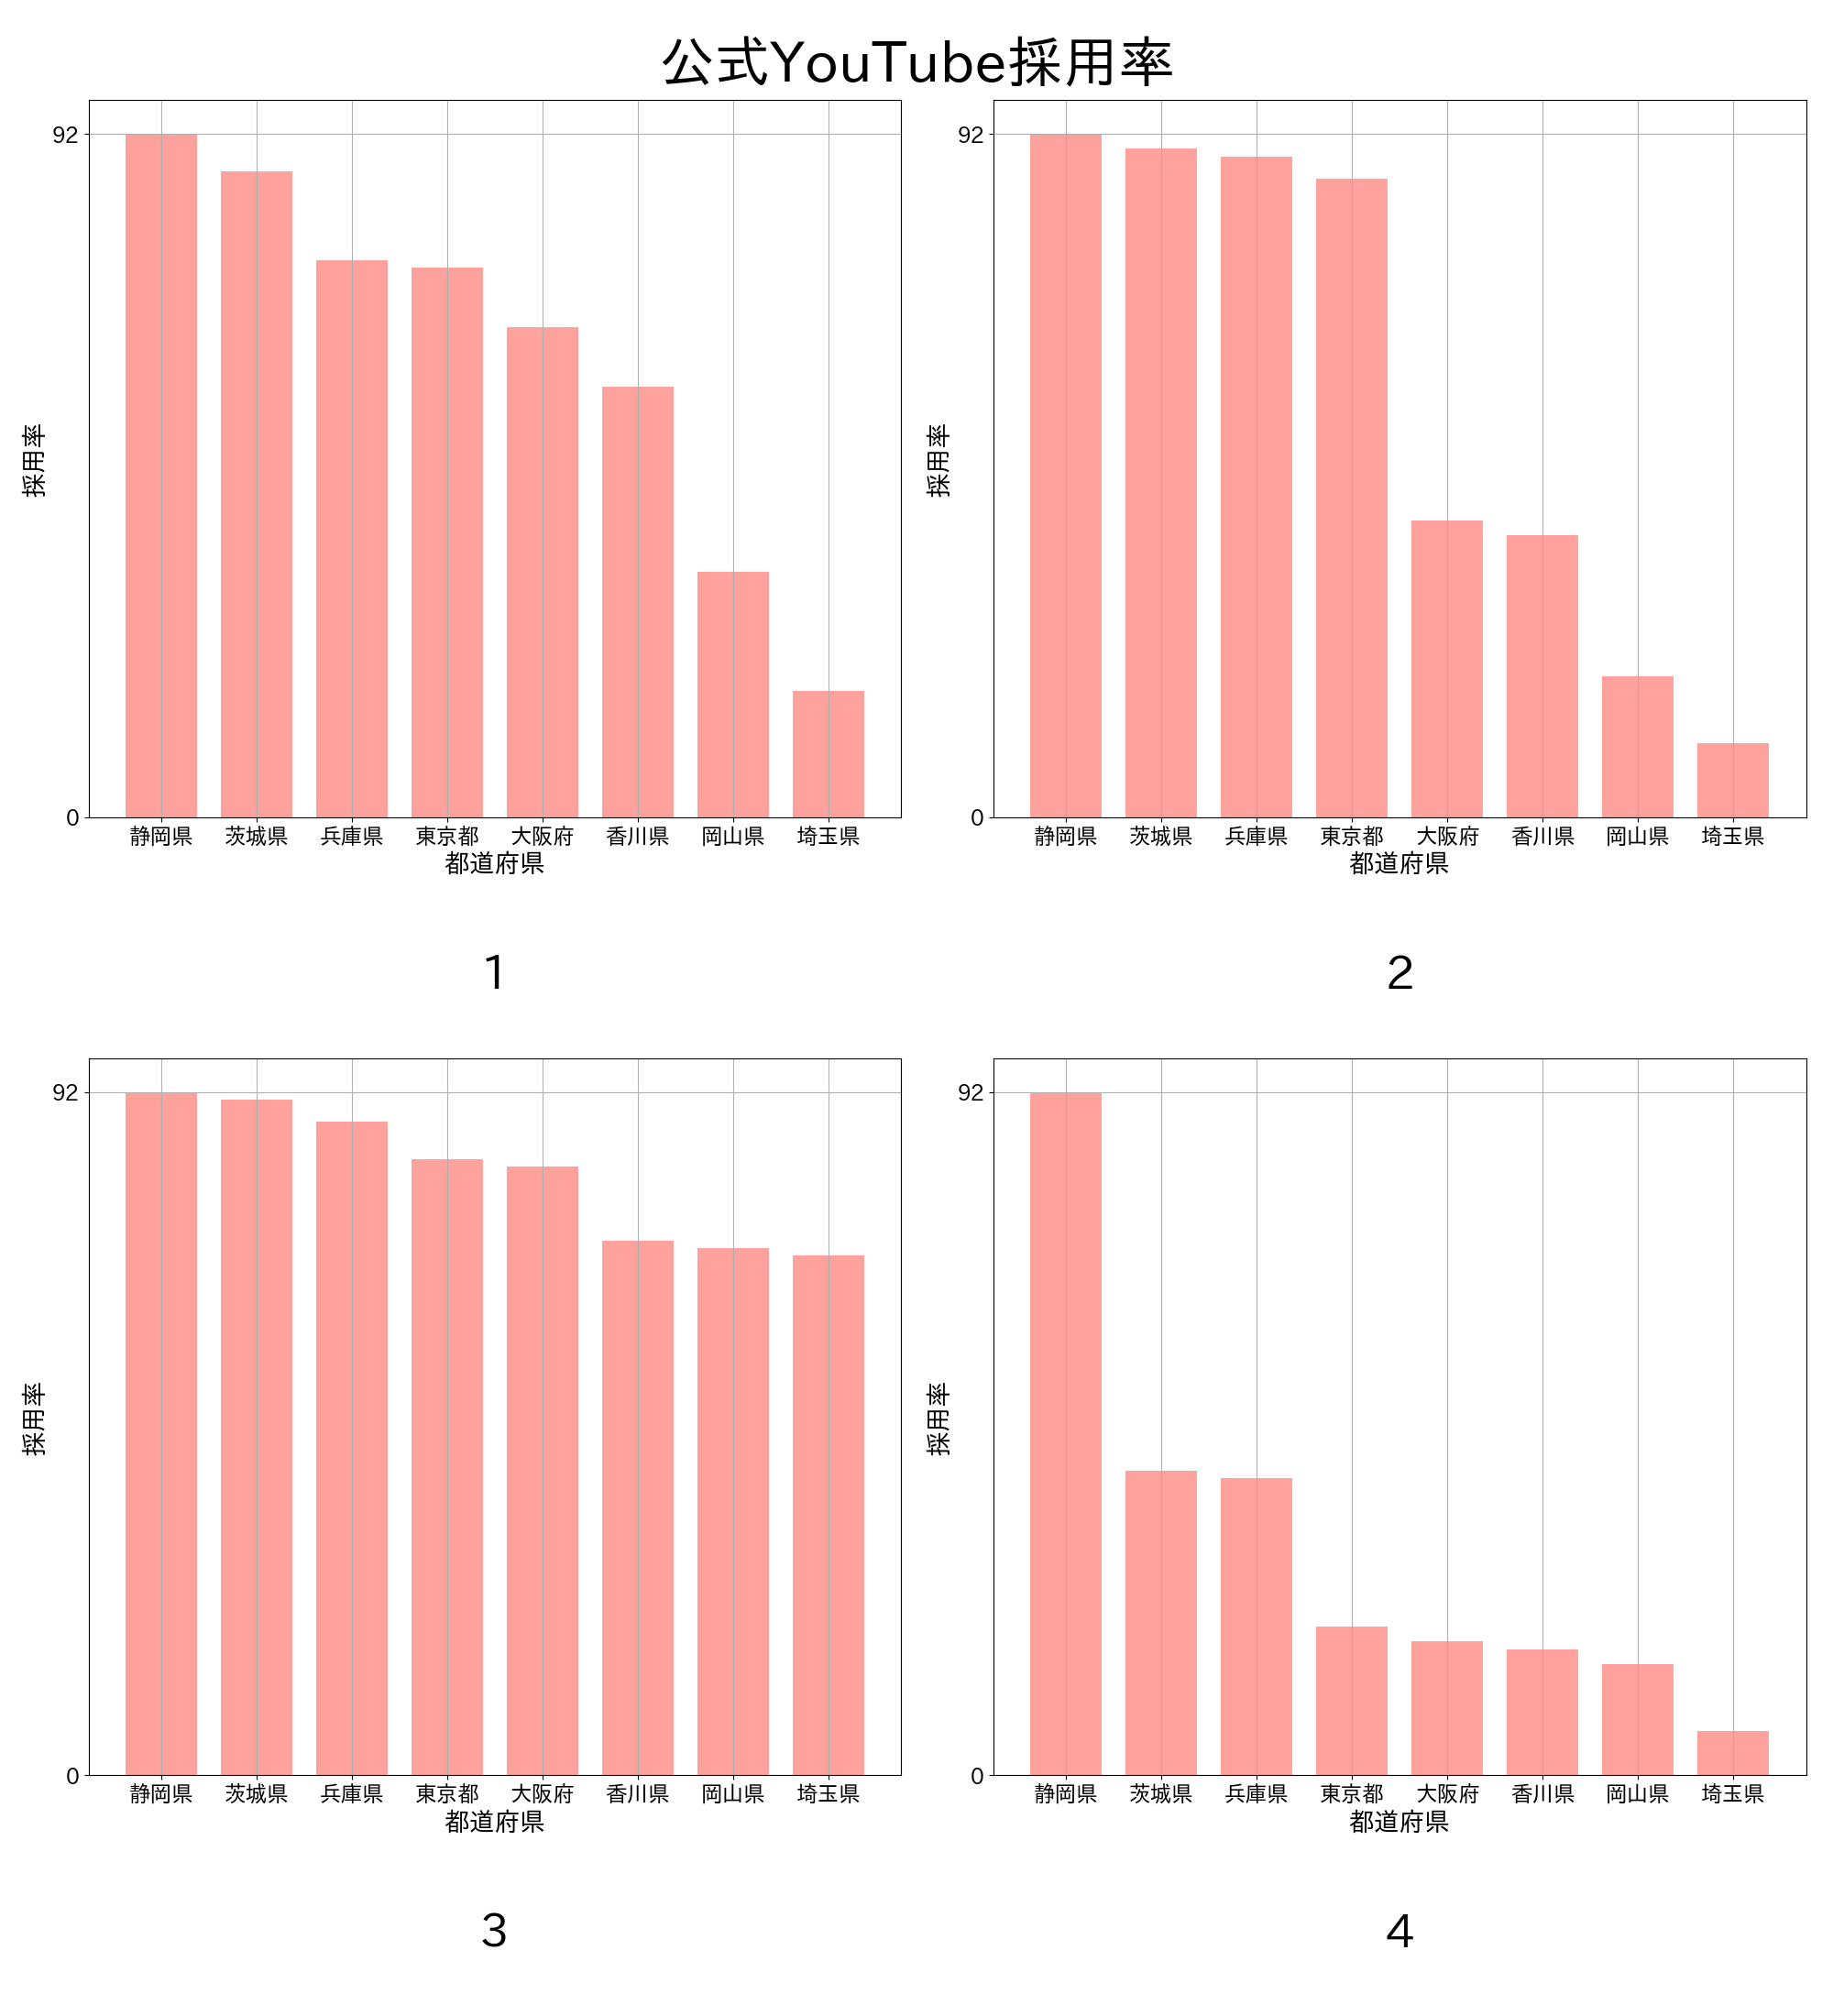 公式YouTube採用率
92
0
採用率
静岡県 茨城県 兵庫県 東京都 大阪府 香川県 岡山県 埼玉県
都道府県
1
92
0
採用率
静岡県 茨城県 兵庫県 東京都 大阪府 香川県 岡山県 埼玉県
都道府県
2
92
0
採用率
静岡県 茨城県 兵庫県 東京都 大阪府 香川県 岡山県 埼玉県
都道府県
3
92
0
採用率
静岡県 茨城県 兵庫県 東京都 大阪府 香川県 岡山県 埼玉県
都道府県
4